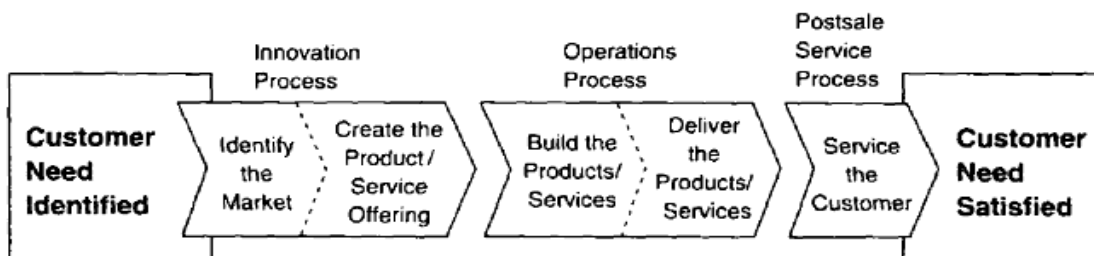 Innovation
Process
Operations
Process
Postsale
Service
Process
Customer
Need
Identified
Identify
the
Market
Create the
Product/
Service
Offering
Build the
Products/
Services
Deliver
the
Products/
Services
Service
the
Customer
Customer
Need
Satisfied